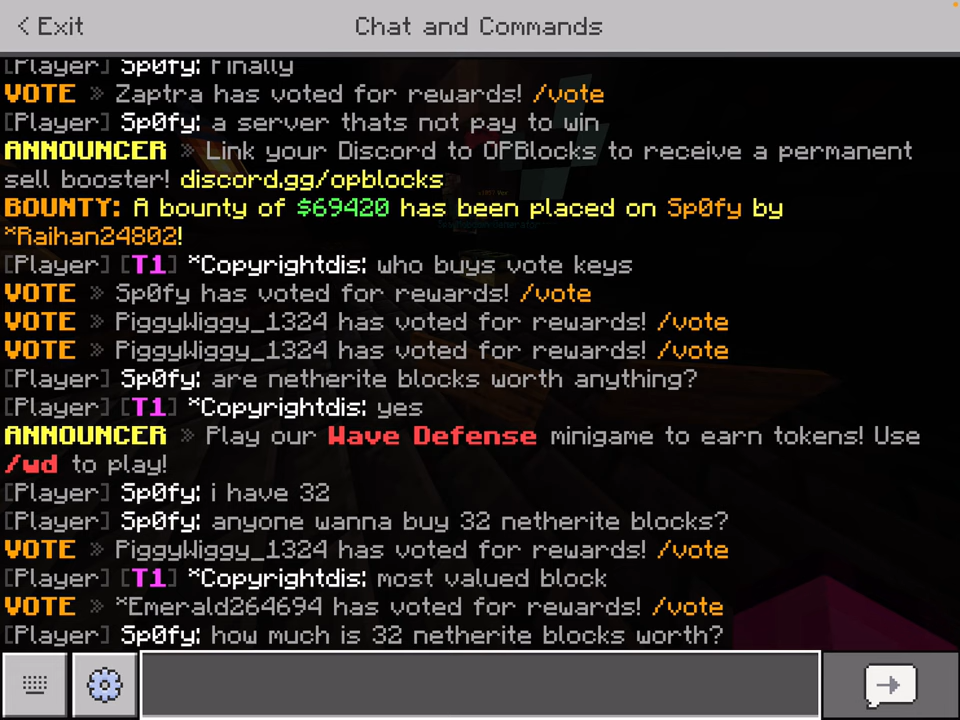 < Exit
Chat and Commands
[Player] Sp0fy: Finally
VOTE » Zaptra has voted for rewards! /vote
[Player] Sp0fy: a server thats not pay to win
ANNOUNCER » Link your Discord to OPBlocks to receive a permanent
sell booster! discord.gg/opblocks
BOUNTY: A bounty of $69420 has been placed on Sp0fy by
*Raihan24802!
[Player] [T1] *Copyrightdis: who buys vote keys
VOTE » Sp0fy has voted for rewards! /vote
VOTE » PiggyWiggy_1324 has voted for rewards! /vote
VOTE » PiggyWiggy_1324 has voted for rewards! /vote
[Player] Sp0fy: are netherite blocks worth anything?
[Player] [T1] *Copyrightdis: yes
ANNOUNCER » Play our Wave Defense minigame to earn tokens! Use
/wd to play!
[Player] Sp0fy: i have 32
[Player] Sp0fy: anyone wanna buy 32 netherite blocks?
VOTE » PiggyWiggy_1324 has voted for rewards! /vote
[Player] [T1] *Copyrightdis: most valued block
VOTE » *Emerald264694 has voted for rewards! /vote
[Player] Sp0fy: how much is 32 netherite blocks worth?